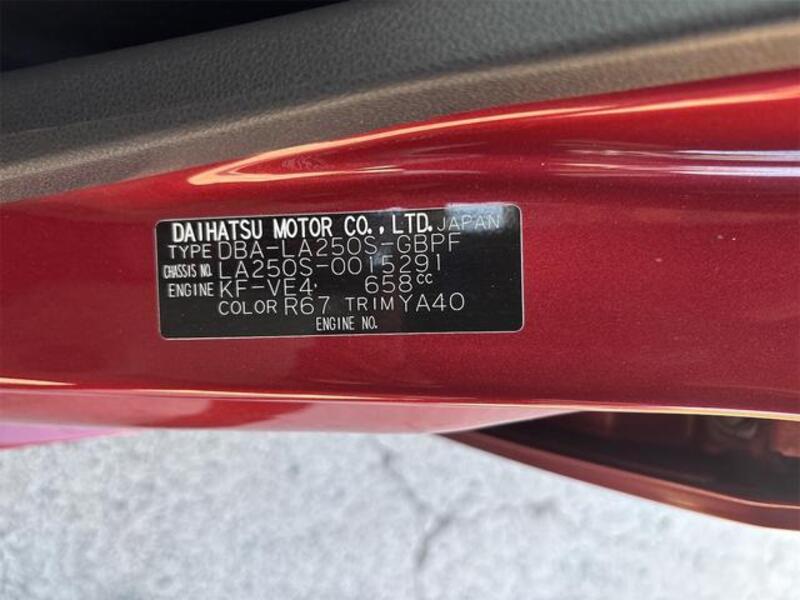 DAIHATSU MOTOR CO., LTD. JAPAN
TYPE DBA-LA250S-GBPF
CHASSIS NO. LA250S-0015291
ENGINE KF-VE4 658cc
COLOR R67 TRIM YA40
ENGINE NO.